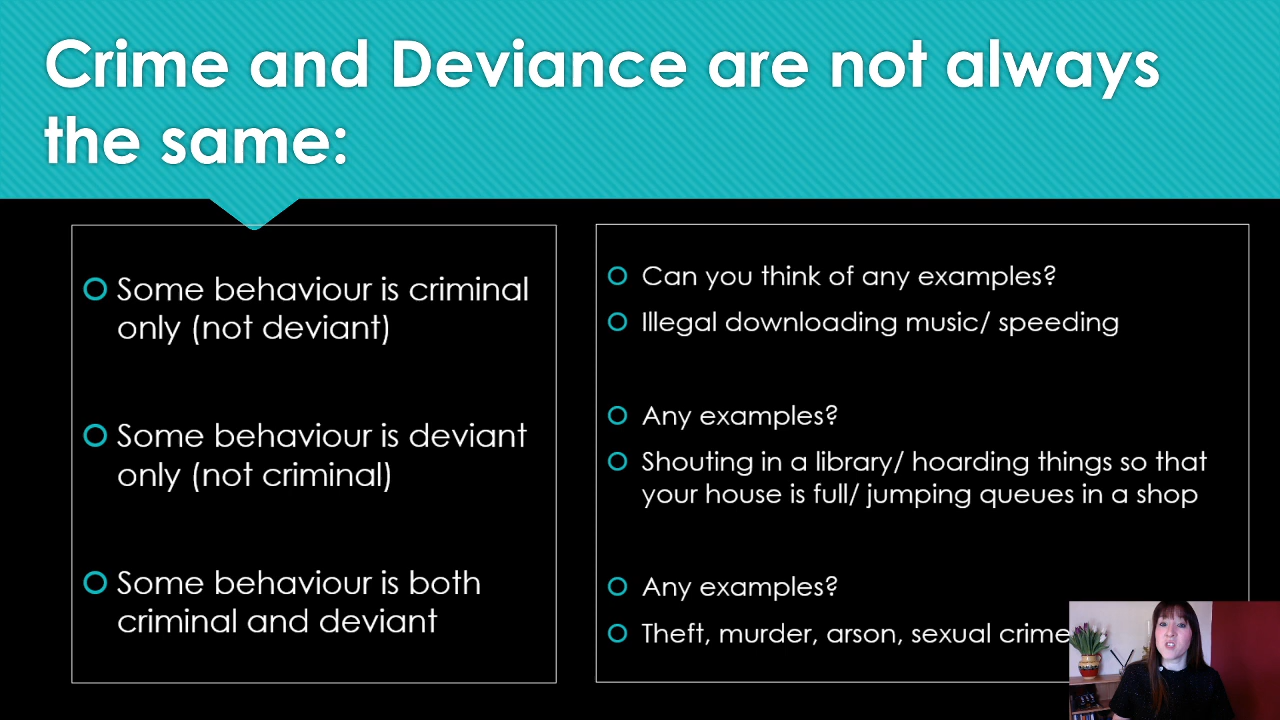 Crime and Deviance are not always
the same:
Some behaviour is criminal
only (not deviant)
Some behaviour is deviant
only (not criminal)
Some behaviour is both
criminal and deviant
Can you think of any examples?
Illegal downloading music/ speeding
Any examples?
Shouting in a library/ hoarding things so that
your house is full/ jumping queues in a shop
Any examples?
Theft, murder, arson, sexual crime